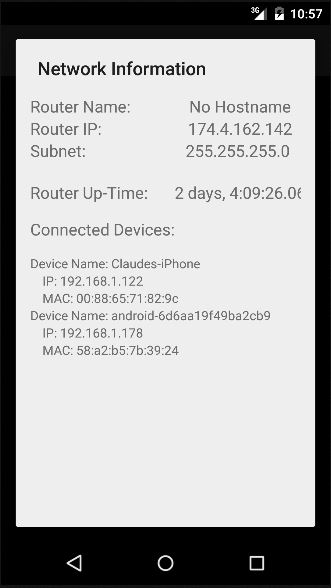 3G 10:57
Network Information
Router Name: No Hostname
Router IP: 174.4.162.142
Subnet: 255.255.255.0
Router Up-Time: 2 days, 4:09:26.06
Connected Devices:
Device Name: Claudes-iPhone
IP: 192.168.1.122
MAC: 00:88:65:71:82:9c
Device Name: android-6d6aa19f49ba2cb9
IP: 192.168.1.178
MAC: 58:a2:b5:7b:39:24